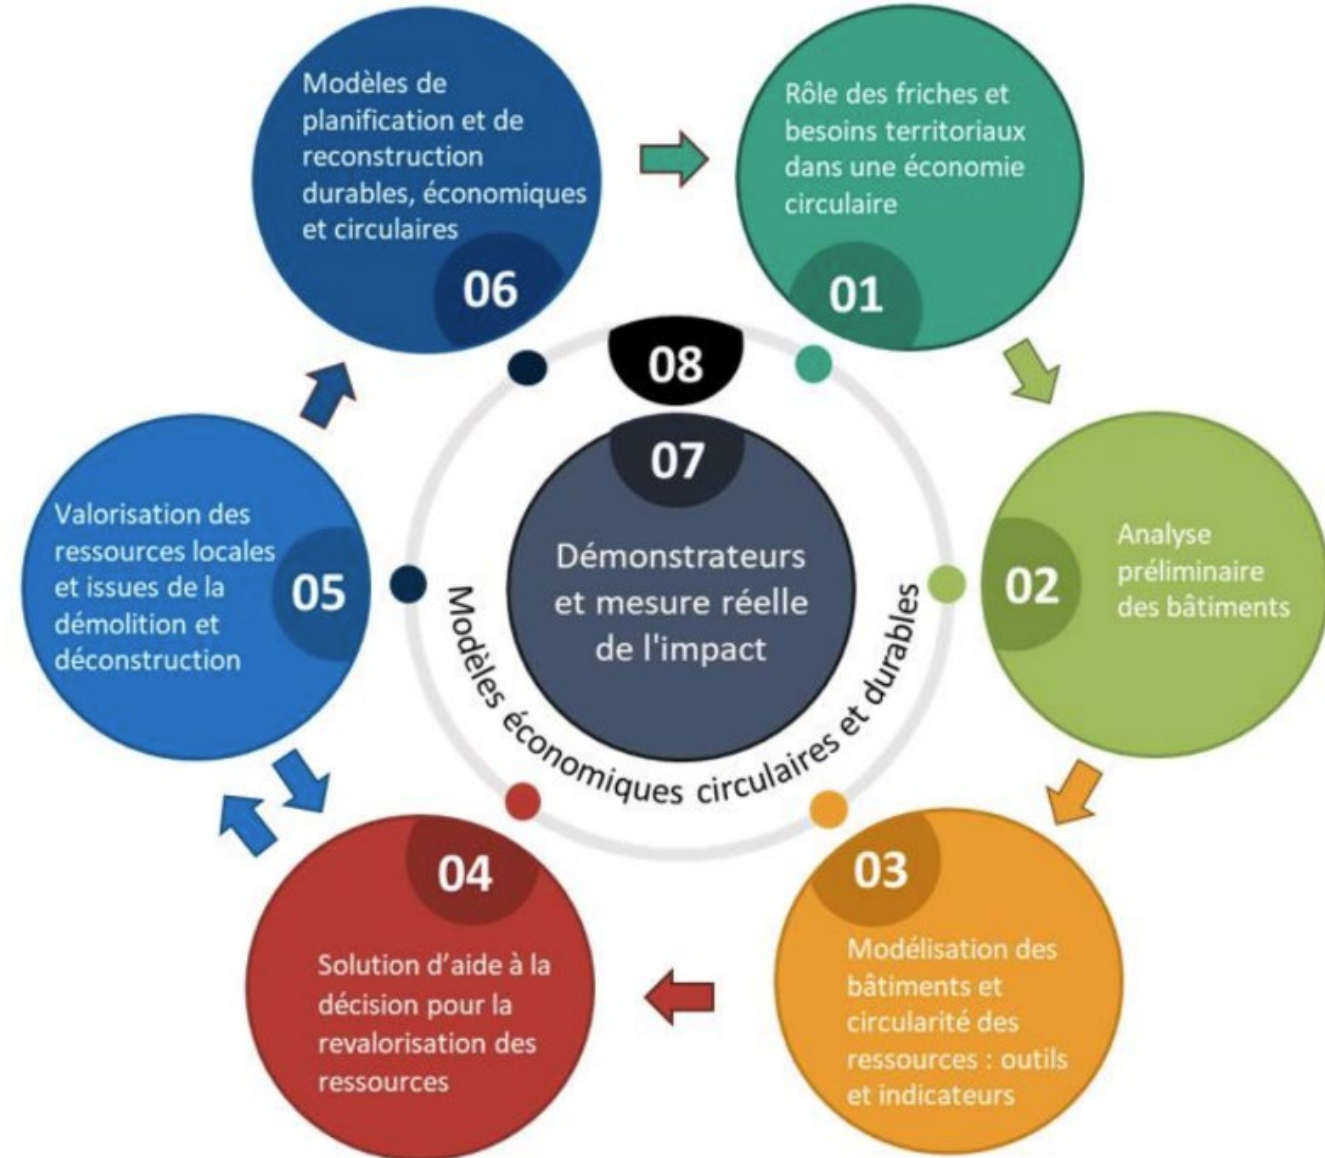 Modèles de
planification et de
reconstruction
durables, économiques
et circulaires
06
Rôle des friches et
besoins territoriaux
dans une économie
circulaire
01
08
07
Démonstrateurs
et mesure réelle
de l'impact
Modèles économiques circulaires et durables
Valorisation des
ressources locales
et issues de la
démolition et
déconstruction
05
02
Analyse
préliminaire
des bâtiments
04
Solution d’aide à la
décision pour la
revalorisation des
ressources
03
Modélisation des
bâtiments et
circularité des
ressources : outils
et indicateurs